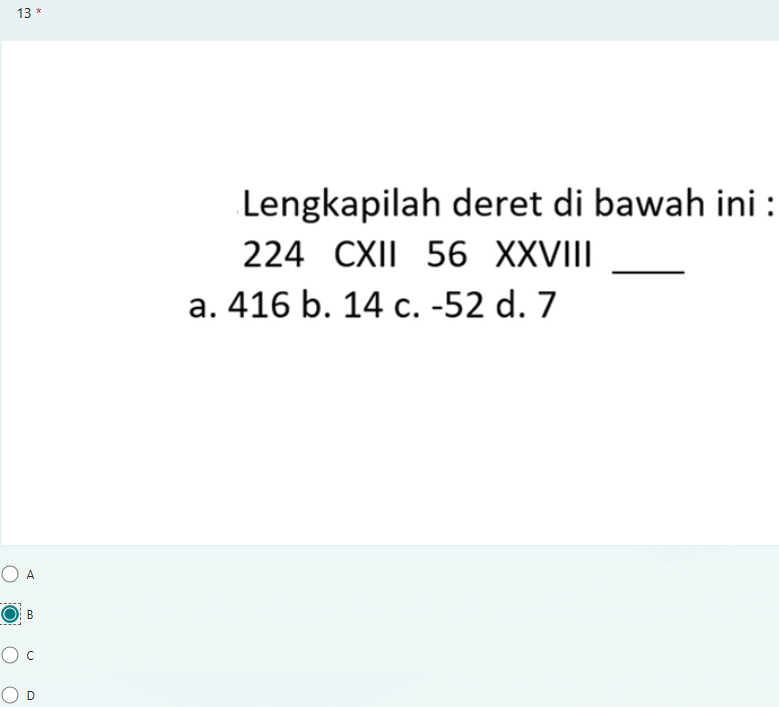 13 *
Lengkapilah deret di bawah ini :
224 CXII 56 XXVIII ____
a. 416 b. 14 c. -52 d. 7
A
B
C
D